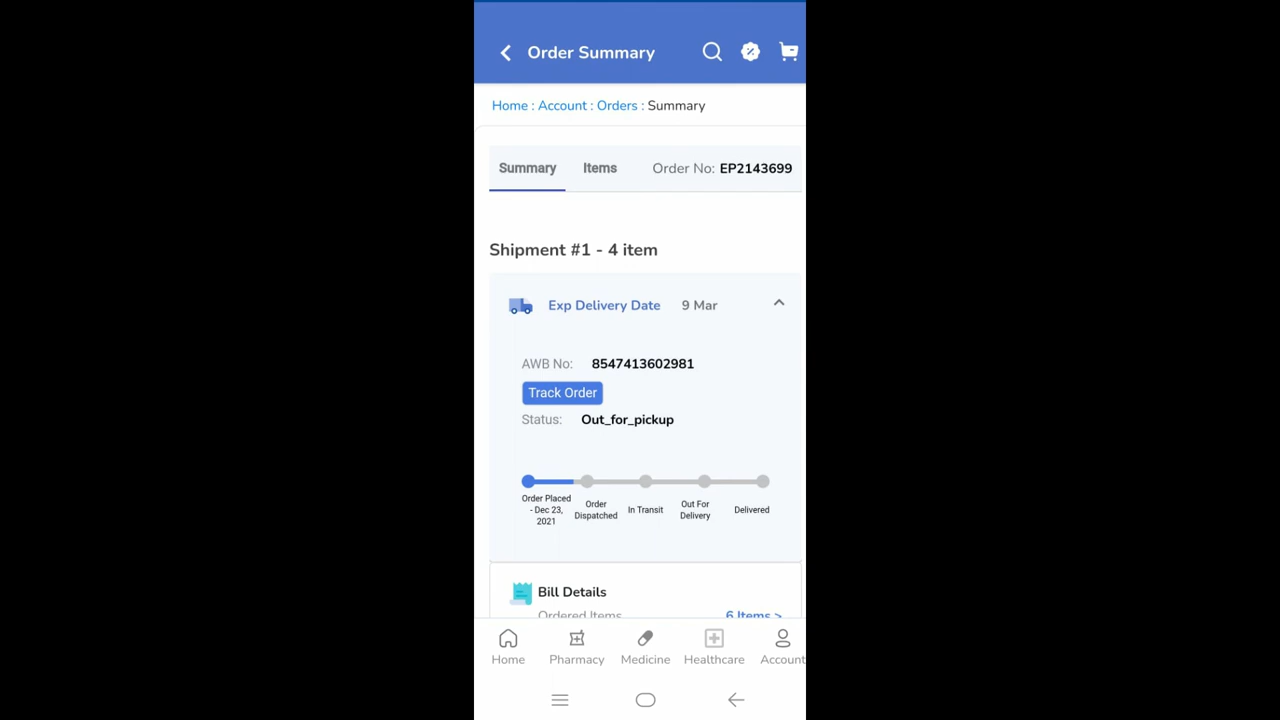 Order Summary
Home : Account : Orders : Summary
Summary Items Order No: EP2143699
Shipment #1 - 4 item
Exp Delivery Date 9 Mar
AWB No: 8547413602981
Track Order
Status: Out_for_pickup
Order Placed
- Dec 23,
2021
Order
Dispatched
In Transit
Out For
Delivery
Delivered
Bill Details
Ordered Items 6 Items >
Home Pharmacy Medicine Healthcare Account